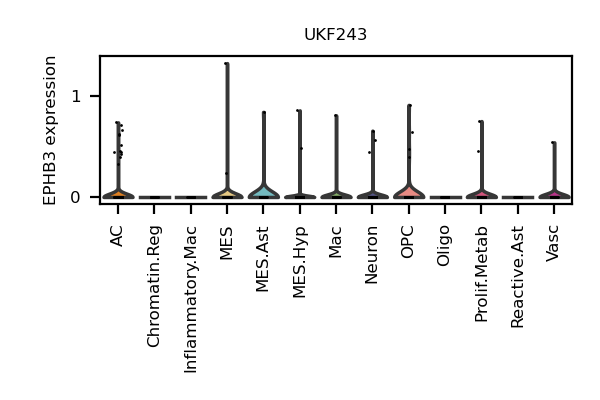 UKF243
EPHB3 expression
1
0
AC
Chromatin.Reg
Inflammatory.Mac
MES
MES.Ast
MES.Hyp
Mac
Neuron
OPC
Oligo
Prolif.Metab
Reactive.Ast
Vasc